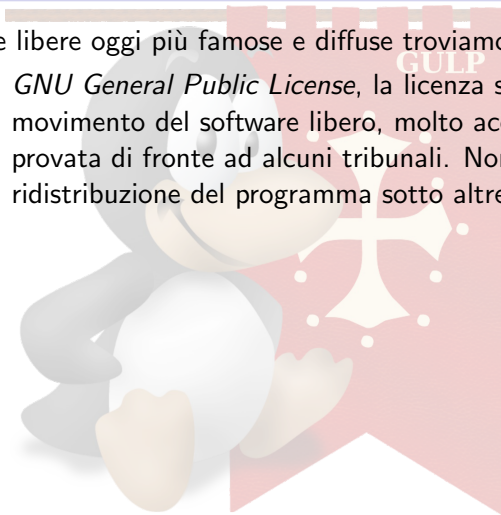 e libere oggi più famose e diffuse troviamo
GULP
GNU General Public License, la licenza s
movimento del software libero, molto ac
provata di fronte ad alcuni tribunali. No
ridistribuzione del programma sotto altre